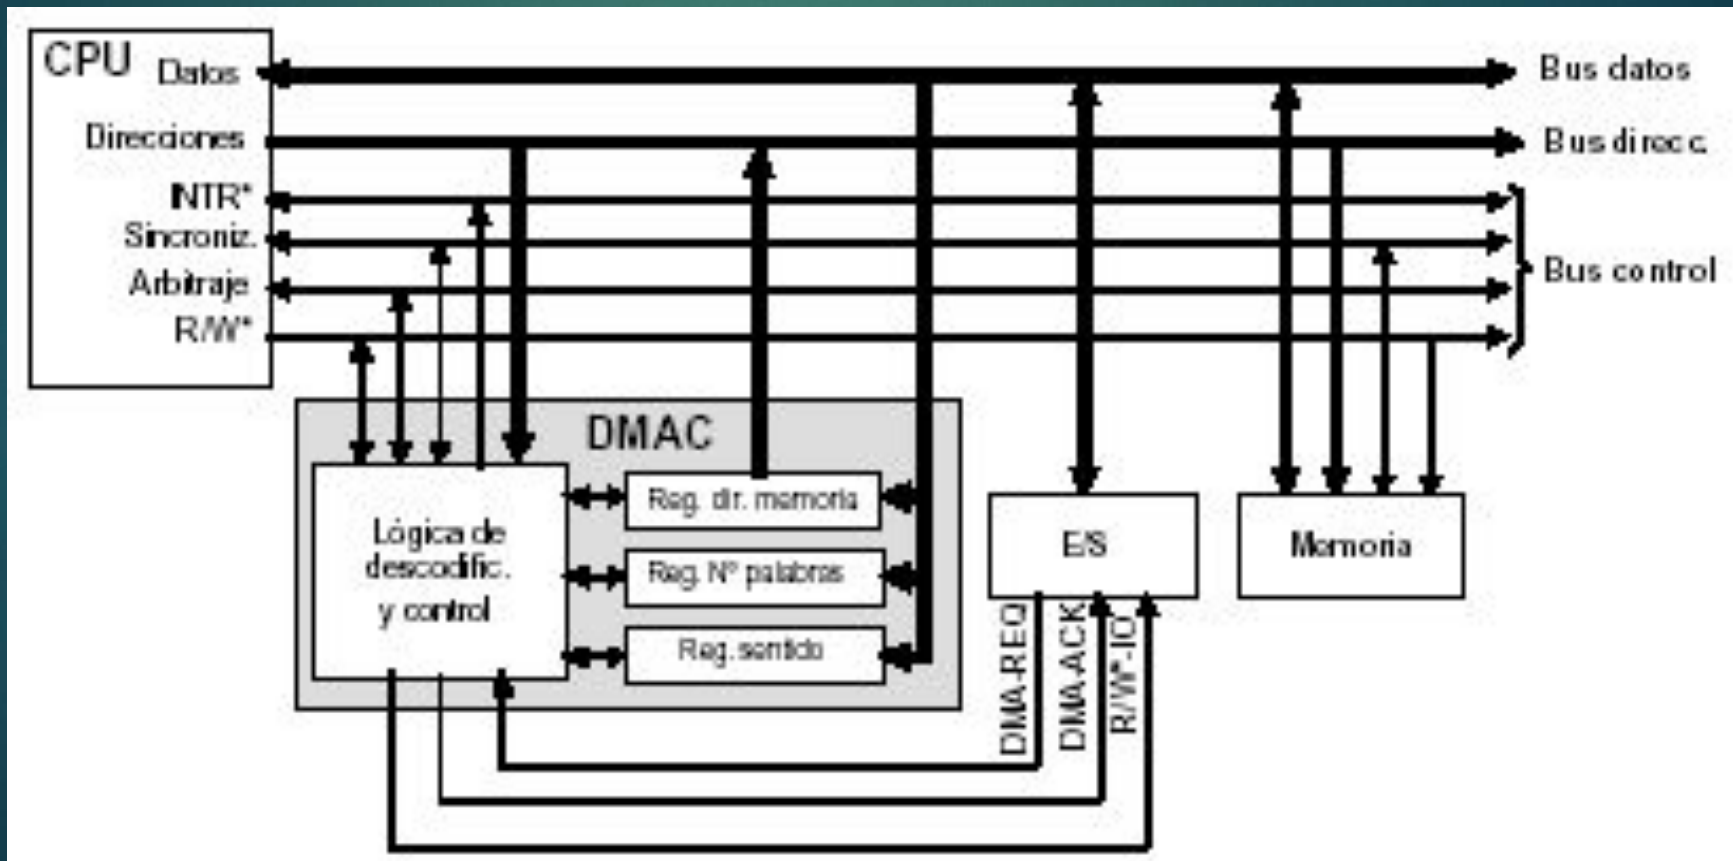 CPU
Datos
Direcciones
INTR*
Sincroniz.
Arbitraje
R/W*
Bus datos
Bus direcc.
Bus control
DMAC
Lógica de
descodific.
y control
Reg. dir. memoria
Reg. Nº palabras
Reg. sentido
E/S
Memoria
DMA-REQ
DMA-ACK
R/W*-IO